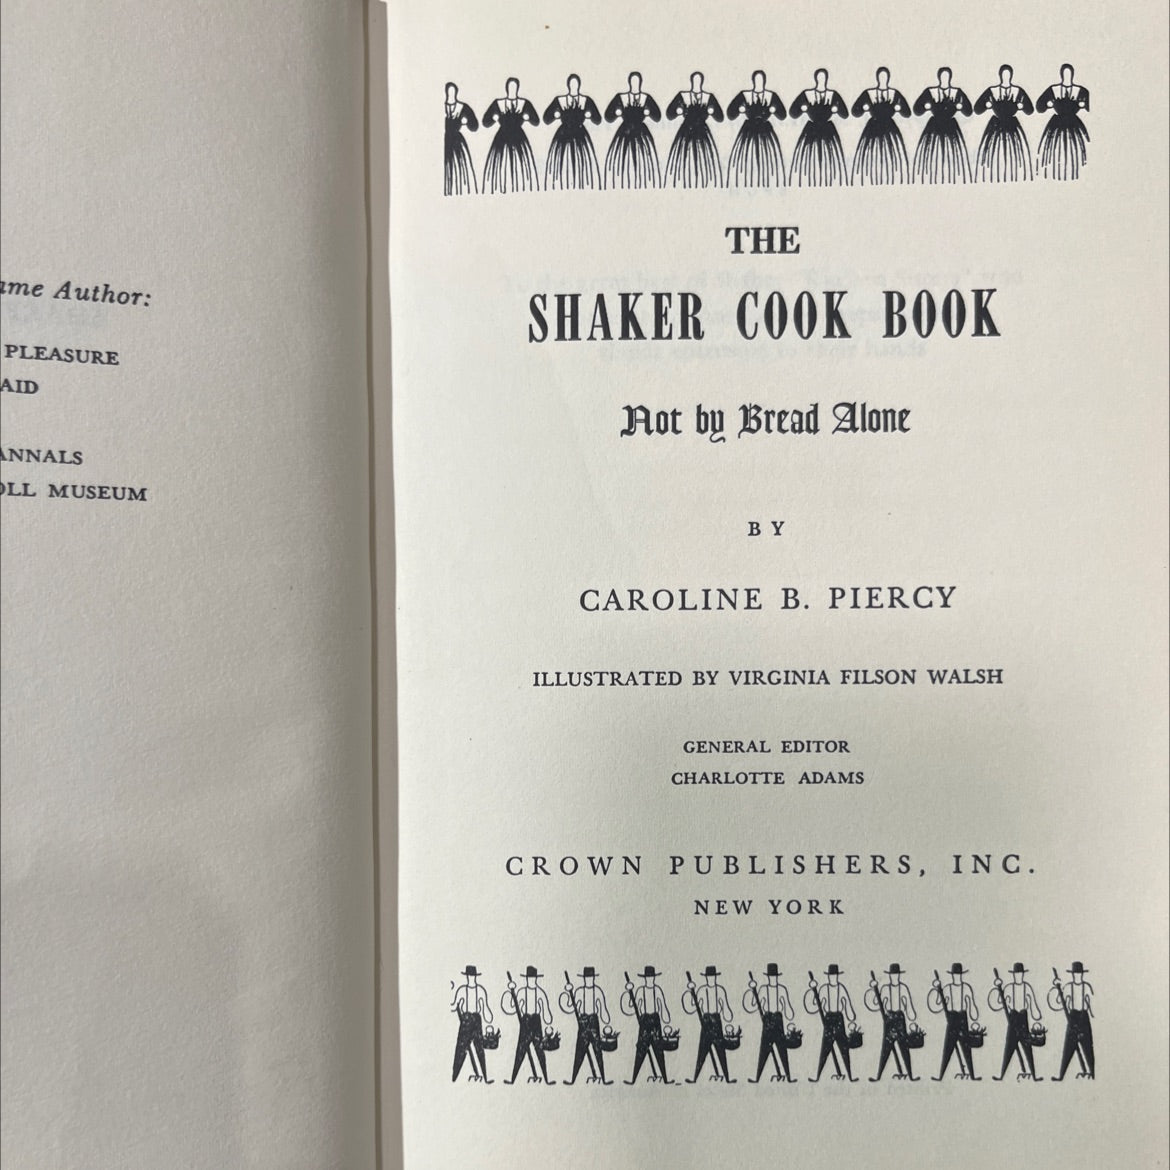 ame Author:
PLEASURE
AID
ANNALS
OLL MUSEUM
THE
SHAKER COOK BOOK
Not by Bread Alone
BY
CAROLINE B. PIERCY
ILLUSTRATED BY VIRGINIA FILSON WALSH
GENERAL EDITOR
CHARLOTTE ADAMS
CROWN PUBLISHERS, INC.
NEW YORK